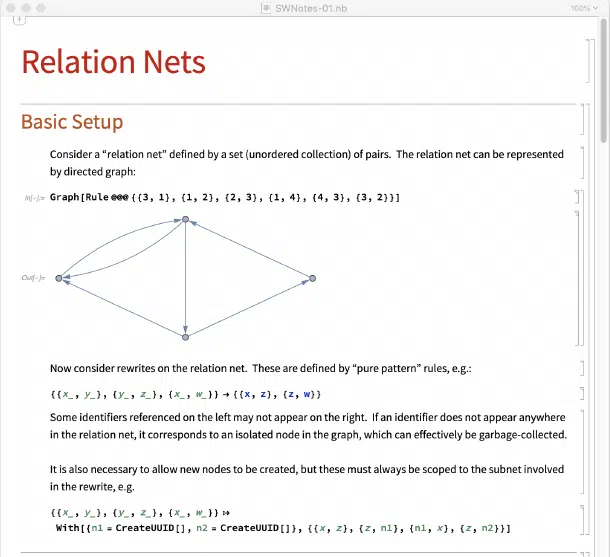 SWNotes-01.nb
100%
Relation Nets
Basic Setup
Consider a “relation net” defined by a set (unordered collection) of pairs. The relation net can be represented
by directed graph:
In[•]:= Graph[Rule @@@ {{3, 1}, {1, 2}, {2, 3}, {1, 4}, {4, 3}, {3, 2}}]
Out[•]=
Now consider rewrites on the relation net. These are defined by “pure pattern” rules, e.g.:
{{x_, y_}, {y_, z_}, {x_, w_}} → {{x, z}, {z, w}}
Some identifiers referenced on the left may not appear on the right. If an identifier does not appear anywhere
in the relation net, it corresponds to an isolated node in the graph, which can effectively be garbage-collected.
It is also necessary to allow new nodes to be created, but these must always be scoped to the subnet involved
in the rewrite, e.g.
{{x_, y_}, {y_, z_}, {x_, w_}} ⧴
With[{n1 = CreateUUID[], n2 = CreateUUID[]}, {{x, z}, {z, n1}, {n1, x}, {z, n2}}]